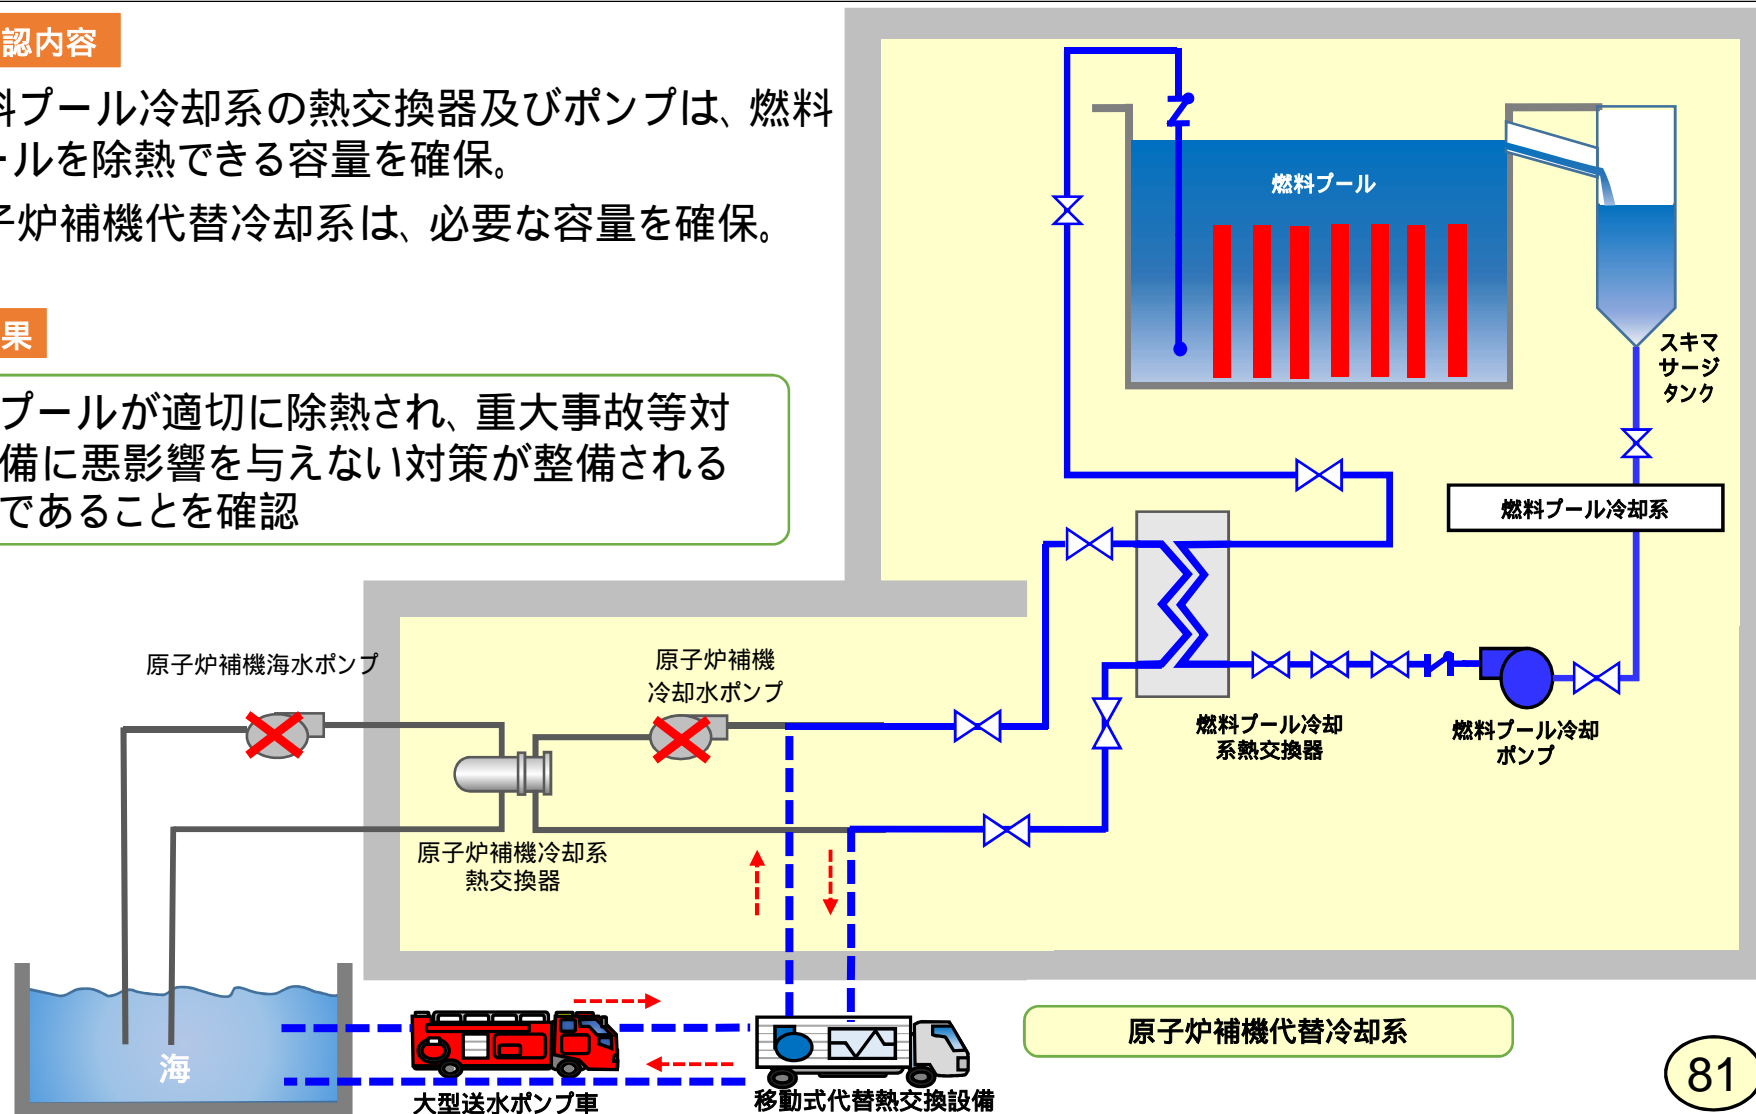 認内容
料プール冷却系の熱交換器及びポンプは、燃料
ールを除熱できる容量を確保。
子炉補機代替冷却系は、必要な容量を確保。
果
プールが適切に除熱され、重大事故等対
備に悪影響を与えない対策が整備される
であることを確認
燃料プール
スキマ
サージ
タンク
燃料プール冷却系
原子炉補機海水ポンプ
原子炉補機
冷却水ポンプ
燃料プール冷却
系熱交換器
燃料プール冷却
ポンプ
原子炉補機冷却系
熱交換器
海
大型送水ポンプ車
移動式代替熱交換設備
原子炉補機代替冷却系
81